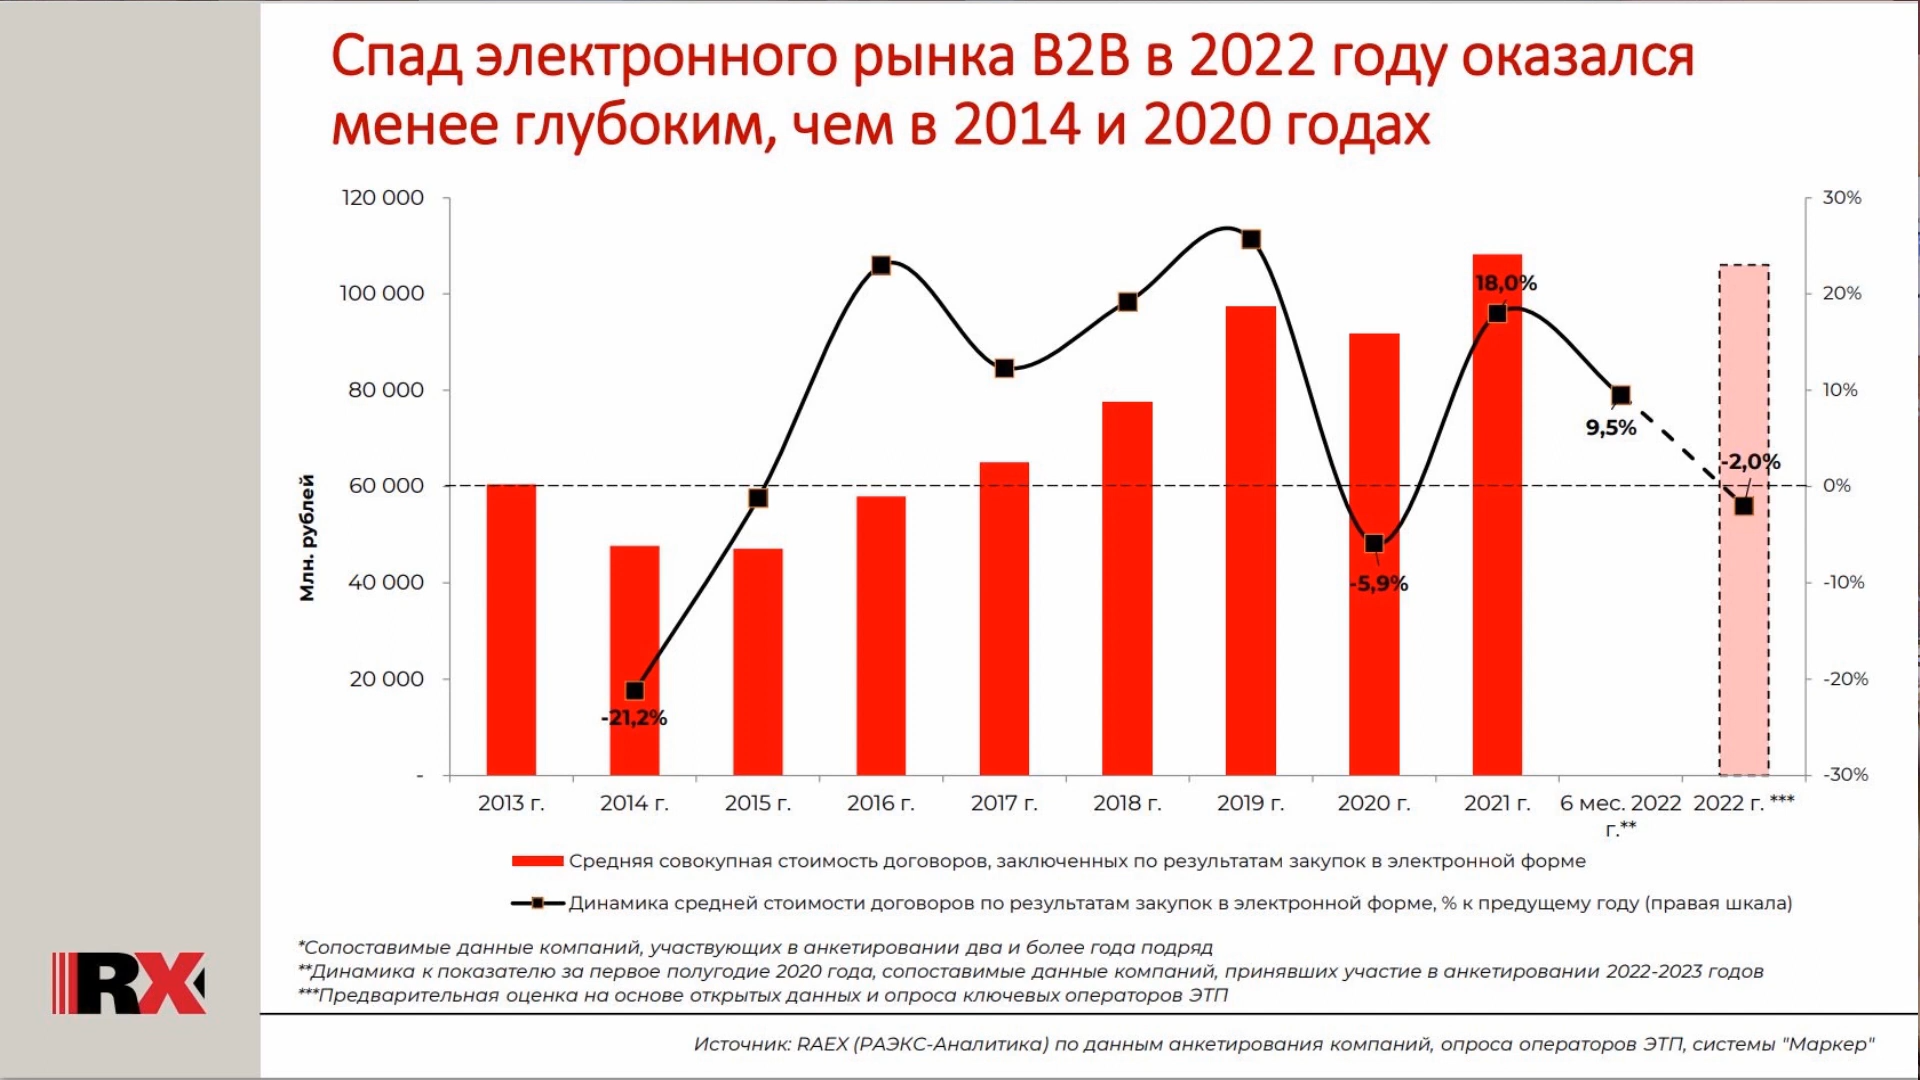 Спад электронного рынка B2B в 2022 году оказался
менее глубоким, чем в 2014 и 2020 годах
120 000
100 000
80 000
60 000
40 000
20 000
-
Млн. рублей
30%
20%
10%
0%
-10%
-20%
-30%
-21,2%
-5,9%
18,0%
9,5%
-2,0%
2013 г.
2014 г.
2015 г.
2016 г.
2017 г.
2018 г.
2019 г.
2020 г.
2021 г.
6 мес. 2022
г.**
2022 г. ***
Средняя совокупная стоимость договоров, заключенных по результатам закупок в электронной форме
Динамика средней стоимости договоров по результатам закупок в электронной форме, % к предущему году (правая шкала)
*Сопоставимые данные компаний, участвующих в анкетировании два и более года подряд
**Динамика к показателю за первое полугодие 2020 года, сопоставимые данные компаний, принявших участие в анкетировании 2022-2023 годов
***Предварительная оценка на основе открытых данных и опроса ключевых операторов ЭТП
RX
Источник: RAEX (РАЭКС-Аналитика) по данным анкетирования компаний, опроса операторов ЭТП, системы "Маркер"